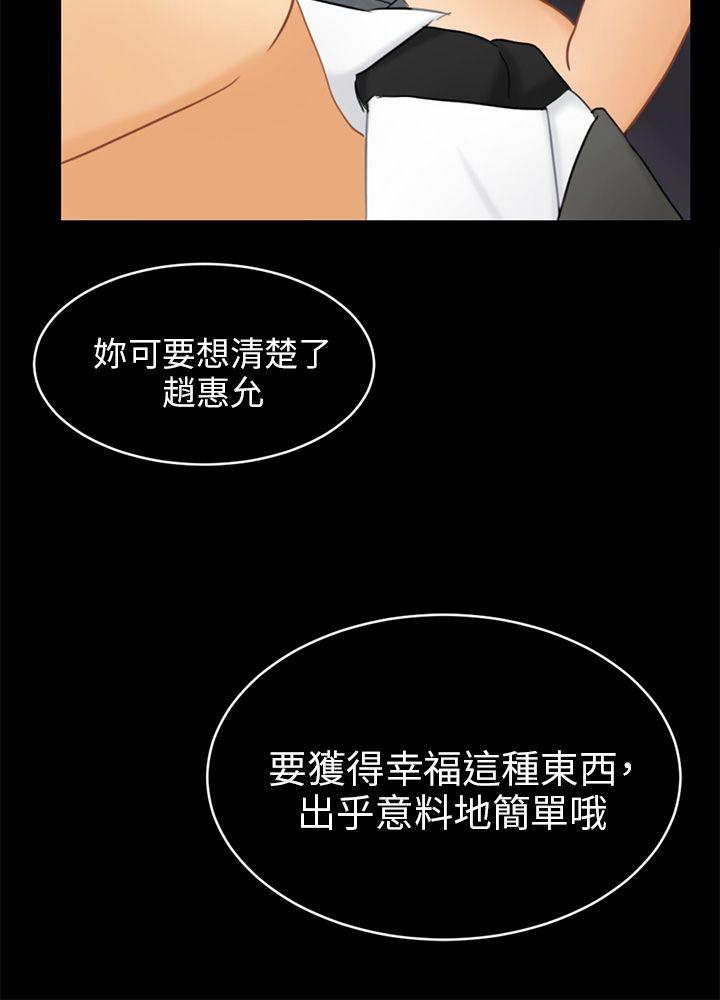 妳可要想清楚了
趙惠允
要獲得幸福這種東西，
出乎意料地簡單哦